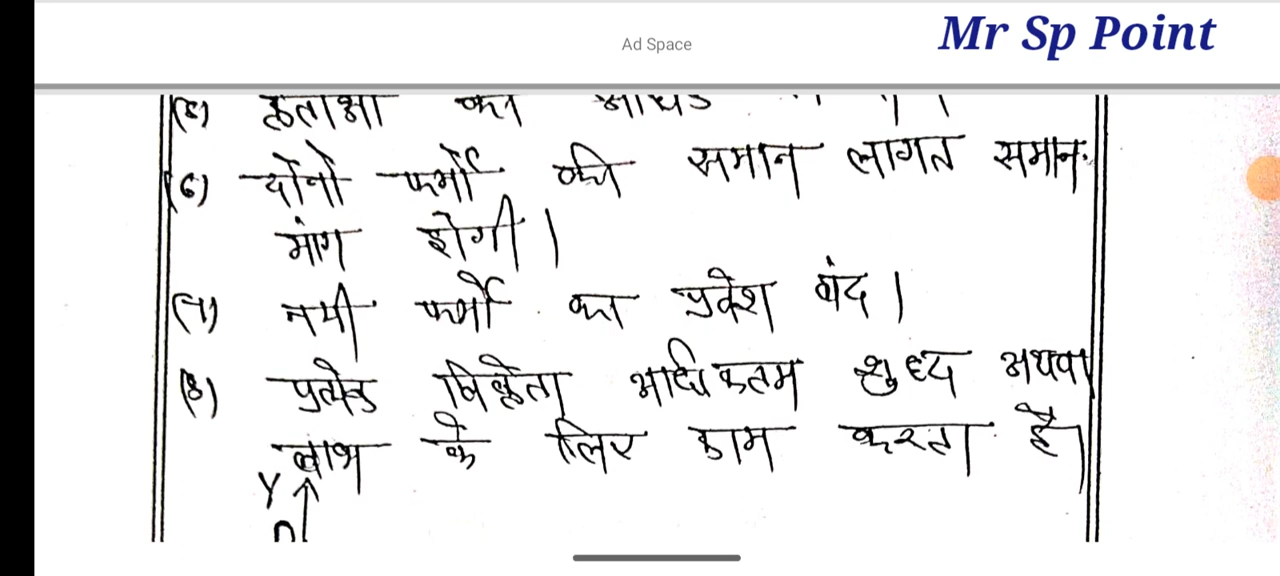 Ad Space
Mr Sp Point
का
(6) दोनों फर्मों की समान लागत समान
मांग होगी।
(7) नयी फर्मों का प्रवेश बंद।
(8) प्रत्येक विक्रेता अधिकतम शुध्द अथवा
लाभ के लिए काम करता है।
Y